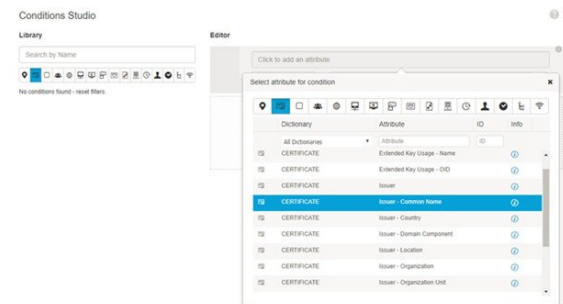 Conditions Studio
Library
Editor
Search by Name
No conditions found - reset filters
Click to add an attribute
Select attribute for condition
Dictionary Attribute ID Info
All Dictionaries Attribute ID
CERTIFICATE Extended Key Usage - Name
CERTIFICATE Extended Key Usage - OID
CERTIFICATE Issuer
CERTIFICATE Issuer - Common Name
CERTIFICATE Issuer - Country
CERTIFICATE Issuer - Domain Component
CERTIFICATE Issuer - Location
CERTIFICATE Issuer - Organization
CERTIFICATE Issuer - Organization Unit